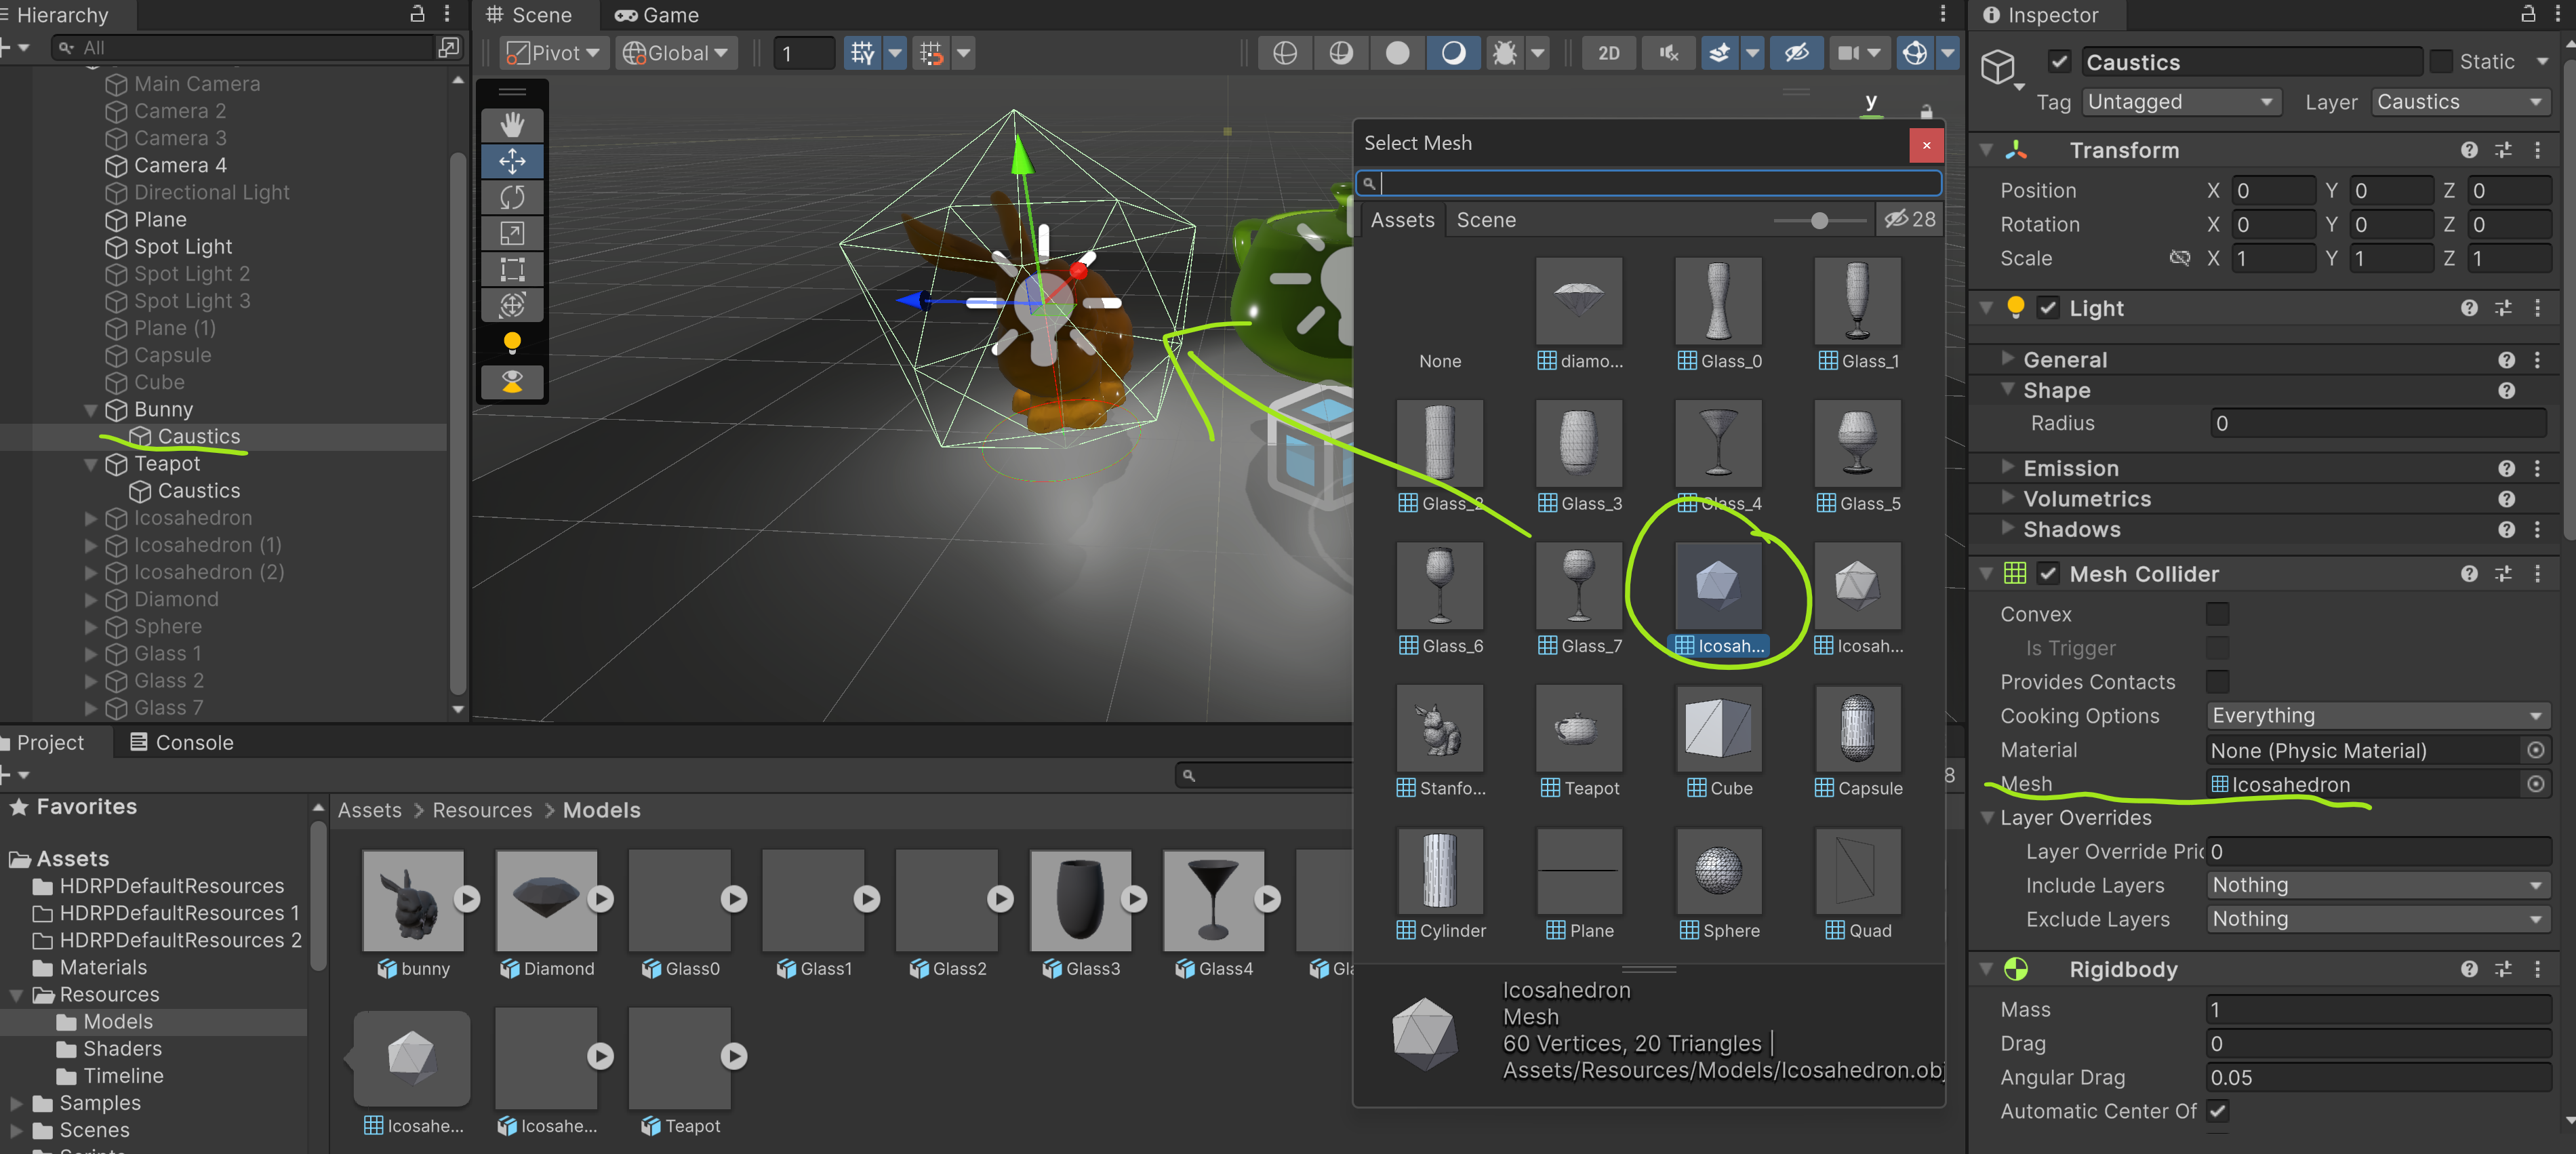 Hierarchy
All
Main Camera
Camera 2
Camera 3
Camera 4
Directional Light
Plane
Spot Light
Spot Light 2
Spot Light 3
Plane (1)
Capsule
Cube
Bunny
Caustics
Teapot
Caustics
Icosahedron
Icosahedron (1)
Icosahedron (2)
Diamond
Sphere
Glass 1
Glass 2
Glass 7
Scene Game
Pivot Global 1 2D
y
Select Mesh
Assets Scene 28
None diamo... Glass_0 Glass_1
Glass_2 Glass_3 Glass_4 Glass_5
Glass_6 Glass_7 Icosah... Icosah...
Stanfo... Teapot Cube Capsule
Cylinder Plane Sphere Quad
Icosahedron
Mesh
60 Vertices, 20 Triangles |
Assets/Resources/Models/Icosahedron.obj
Project Console
8
Favorites
Assets
HDRPDefaultResources
HDRPDefaultResources 1
HDRPDefaultResources 2
Materials
Resources
Models
Shaders
Timeline
Samples
Scenes
Assets > Resources > Models
bunny Diamond Glass0 Glass1 Glass2 Glass3 Glass4 Gla
Icosahe... Icosahe... Teapot
Inspector
Caustics Static
Tag Untagged Layer Caustics
Transform
Position X 0 Y 0 Z 0
Rotation X 0 Y 0 Z 0
Scale X 1 Y 1 Z 1
Light
General
Shape
Radius 0
Emission
Volumetrics
Shadows
Mesh Collider
Convex
Is Trigger
Provides Contacts
Cooking Options Everything
Material None (Physic Material)
Mesh Icosahedron
Layer Overrides
Layer Override Pric 0
Include Layers Nothing
Exclude Layers Nothing
Rigidbody
Mass 1
Drag 0
Angular Drag 0.05
Automatic Center Of